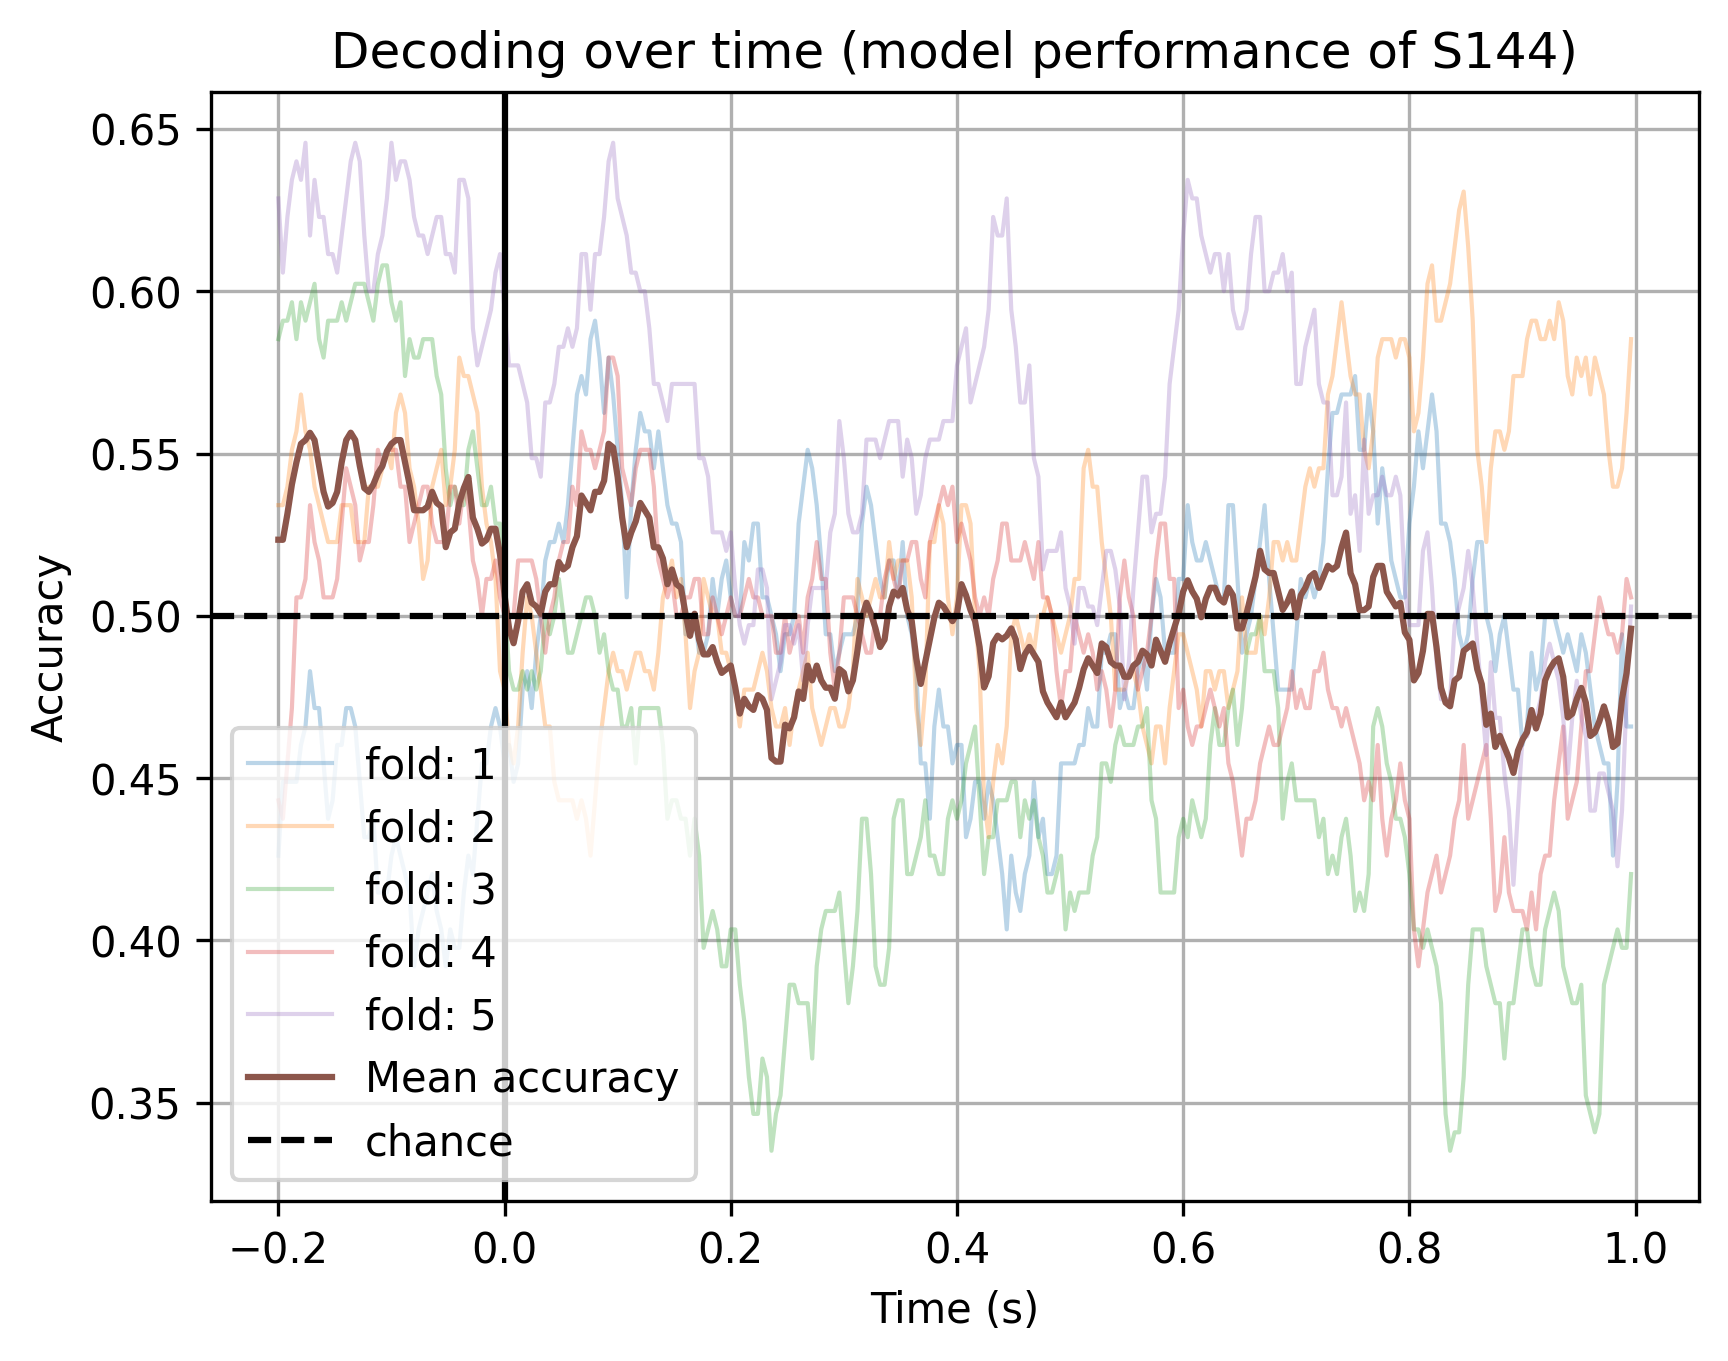 Decoding over time (model performance of S144)
Accuracy
0.65
0.60
0.55
0.50
0.45
0.40
0.35
fold: 1
fold: 2
fold: 3
fold: 4
fold: 5
Mean accuracy
chance
−0.2 0.0 0.2 0.4 0.6 0.8 1.0
Time (s)